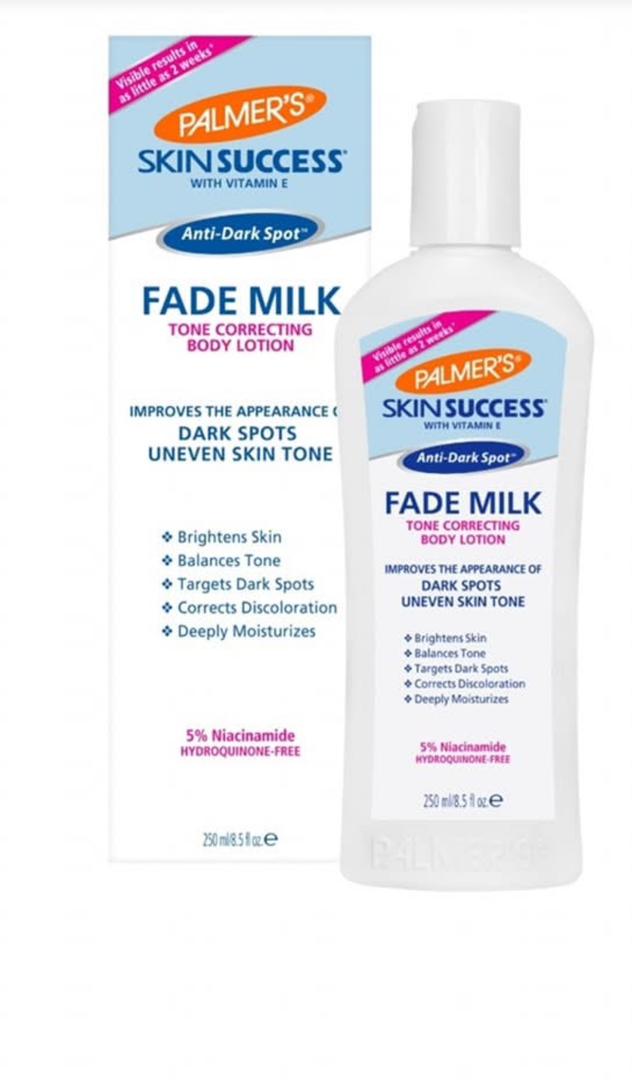 Visible results in
as little as 2 weeks*
PALMER'S®
SKIN SUCCESS®
WITH VITAMIN E
Anti-Dark Spot™
FADE MILK
TONE CORRECTING
BODY LOTION
IMPROVES THE APPEARANCE
DARK SPOTS
UNEVEN SKIN TONE
❖ Brightens Skin
❖ Balances Tone
❖ Targets Dark Spots
❖ Corrects Discoloration
❖ Deeply Moisturizes
5% Niacinamide
HYDROQUINONE-FREE
250 ml/8.5 fl oz.℮
Visible results in
as little as 2 weeks*
PALMER'S®
SKIN SUCCESS®
WITH VITAMIN E
Anti-Dark Spot™
FADE MILK
TONE CORRECTING
BODY LOTION
IMPROVES THE APPEARANCE OF
DARK SPOTS
UNEVEN SKIN TONE
❖ Brightens Skin
❖ Balances Tone
❖ Targets Dark Spots
❖ Corrects Discoloration
❖ Deeply Moisturizes
5% Niacinamide
HYDROQUINONE-FREE
250 ml/8.5 fl oz.℮
PALMER'S®